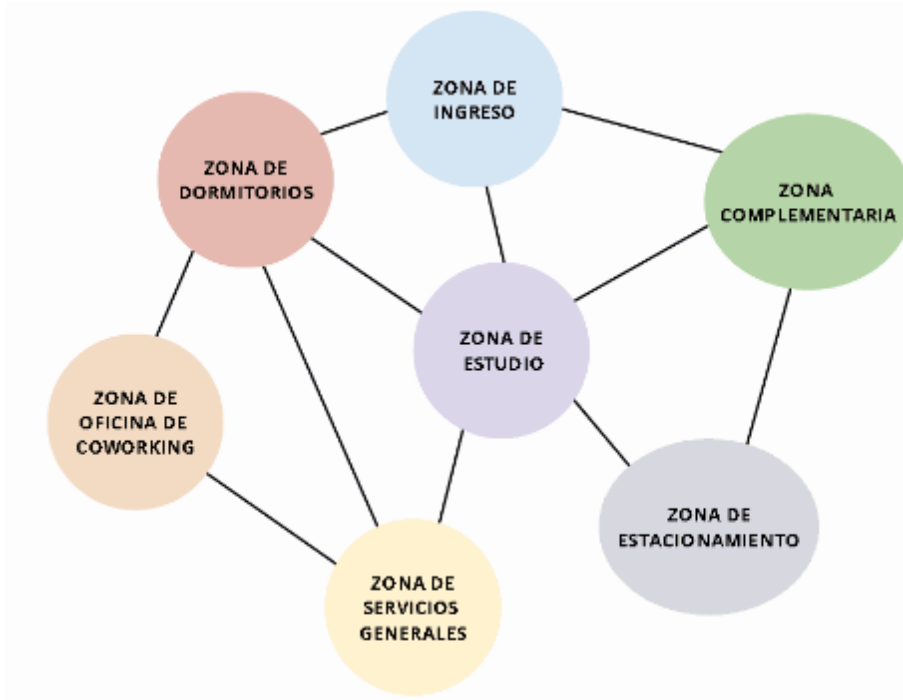 ZONA DE
INGRESO
ZONA DE
DORMITORIOS
ZONA
COMPLEMENTARIA
ZONA DE
ESTUDIO
ZONA DE
OFICINA DE
COWORKING
ZONA DE
ESTACIONAMIENTO
ZONA DE
SERVICIOS
GENERALES